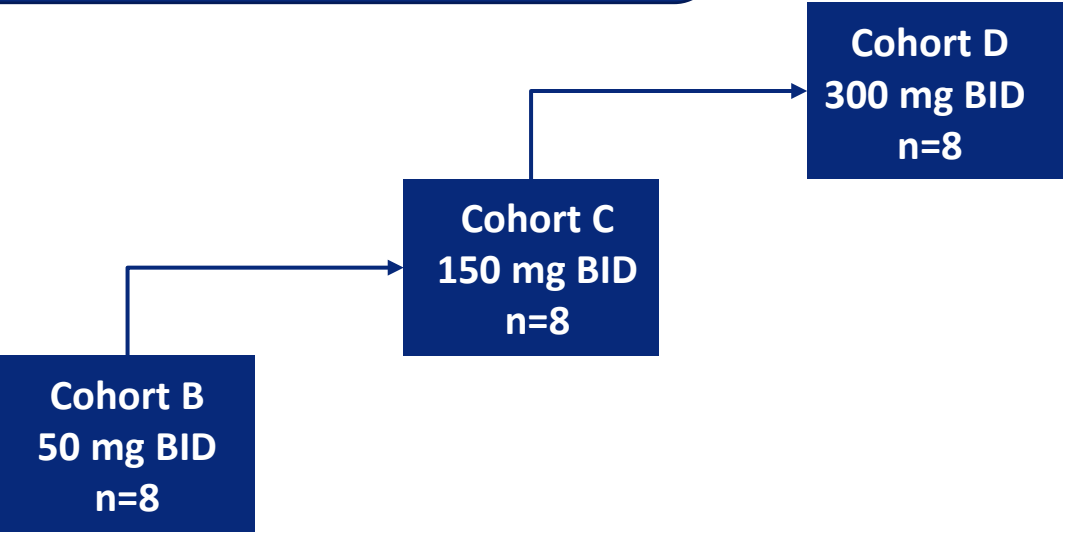 Cohort D
300 mg BID
n=8
Cohort C
150 mg BID
n=8
Cohort B
50 mg BID
n=8